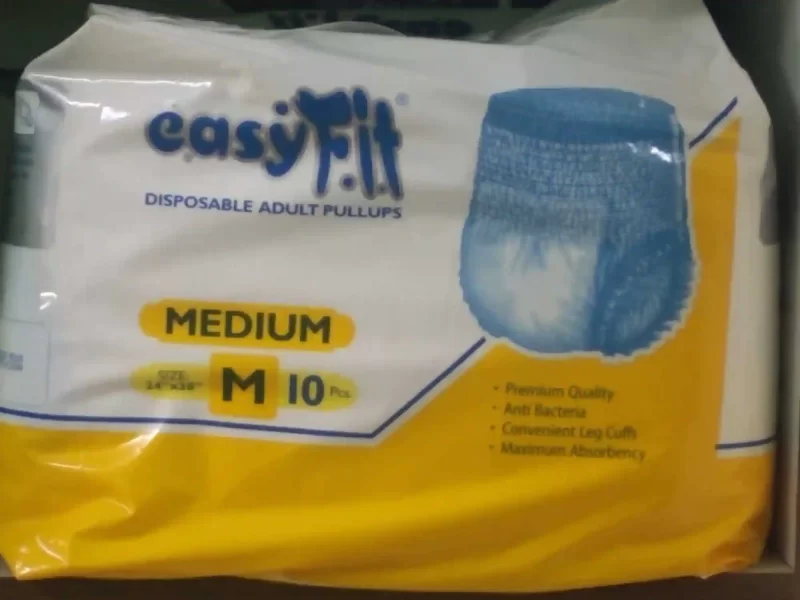 easyFit
DISPOSABLE ADULT PULLUPS
MEDIUM
SIZE:
M 10 Pcs.
• Premium Quality
• Anti Bacteria
• Convenient Leg Cuffs
• Maximum Absorbency